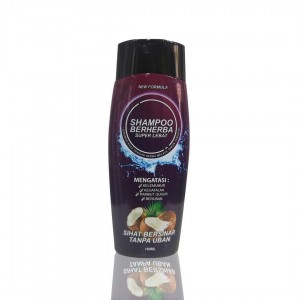 NEW FORMULA
SHAMPOO
BERHERBA
SUPER LEBAT
MENGATASI :
KELEMUMUR
KEGATALAN
RAMBUT GUGUR
BERUBAN
SIHAT BERSINAR
TANPA UBAN